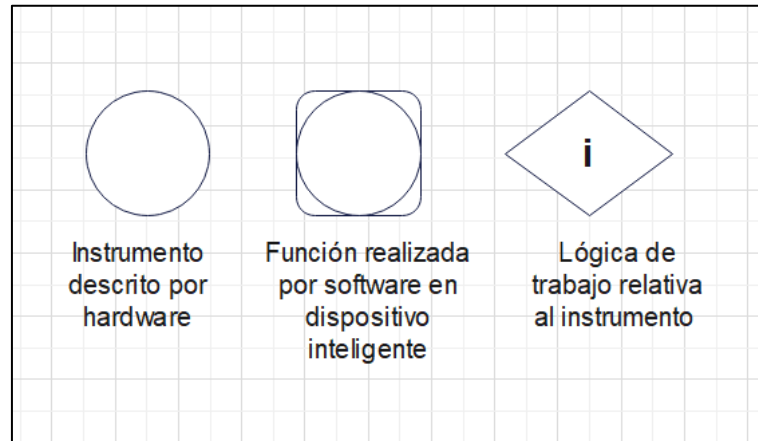 i
Instrumento
descrito por
hardware
Función realizada
por software en
dispositivo
inteligente
Lógica de
trabajo relativa
al instrumento